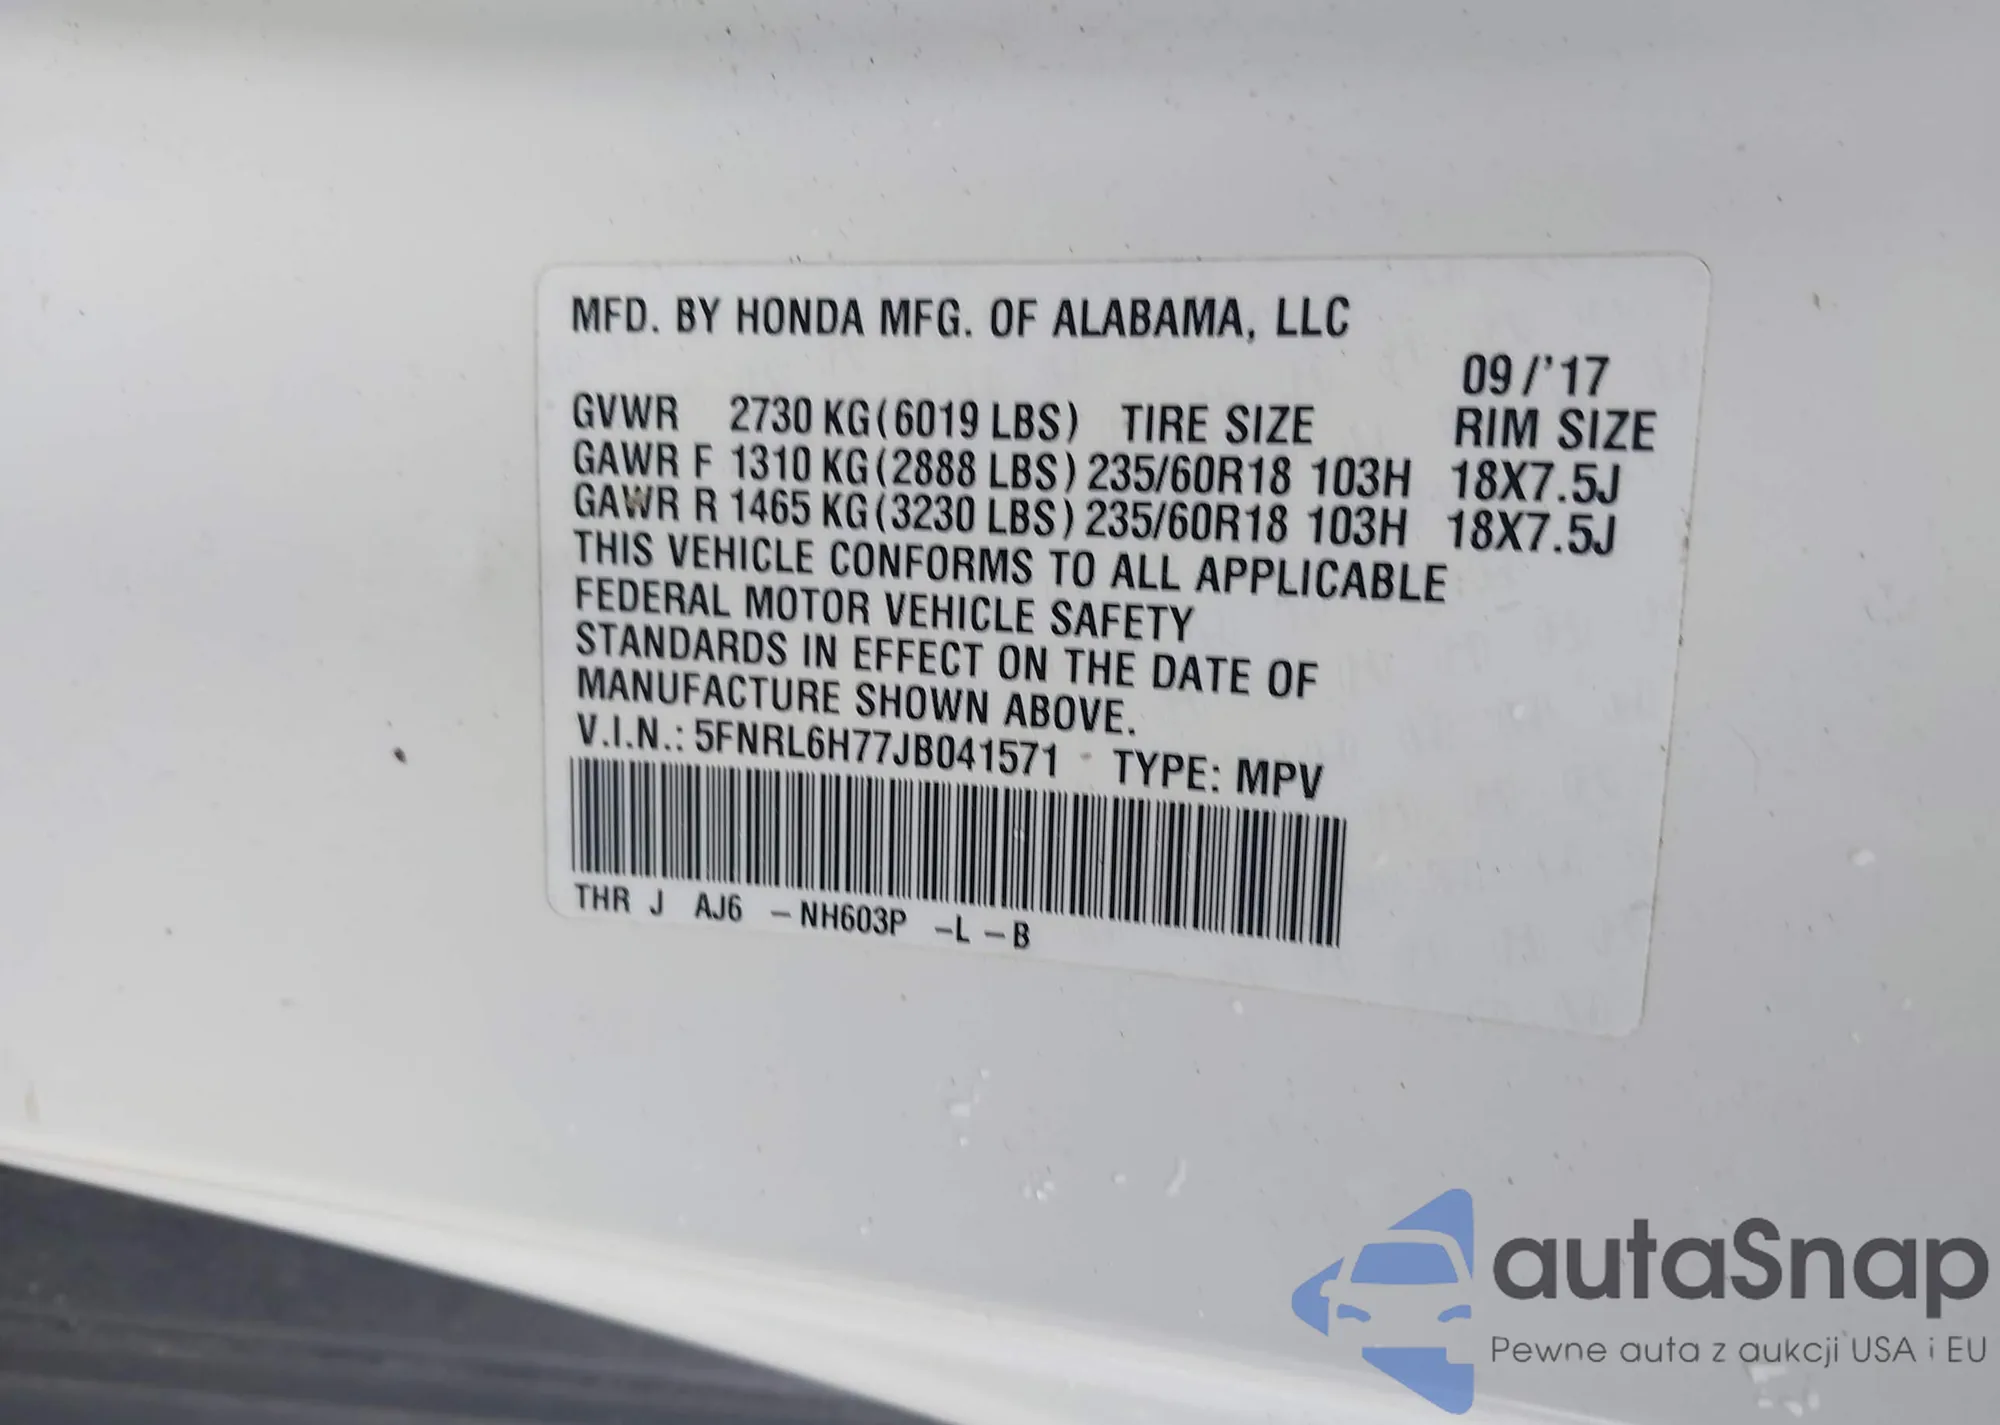 MFD. BY HONDA MFG. OF ALABAMA, LLC
09/'17
GVWR 2730 KG(6019 LBS) TIRE SIZE RIM SIZE
GAWR F 1310 KG(2888 LBS) 235/60R18 103H 18X7.5J
GAWR R 1465 KG(3230 LBS) 235/60R18 103H 18X7.5J
THIS VEHICLE CONFORMS TO ALL APPLICABLE
FEDERAL MOTOR VEHICLE SAFETY
STANDARDS IN EFFECT ON THE DATE OF
MANUFACTURE SHOWN ABOVE.
V.I.N.: 5FNRL6H77JB041571 TYPE: MPV
THR J AJ6 -NH603P -L -B
autaSnap
Pewne auta z aukcji USA i EU